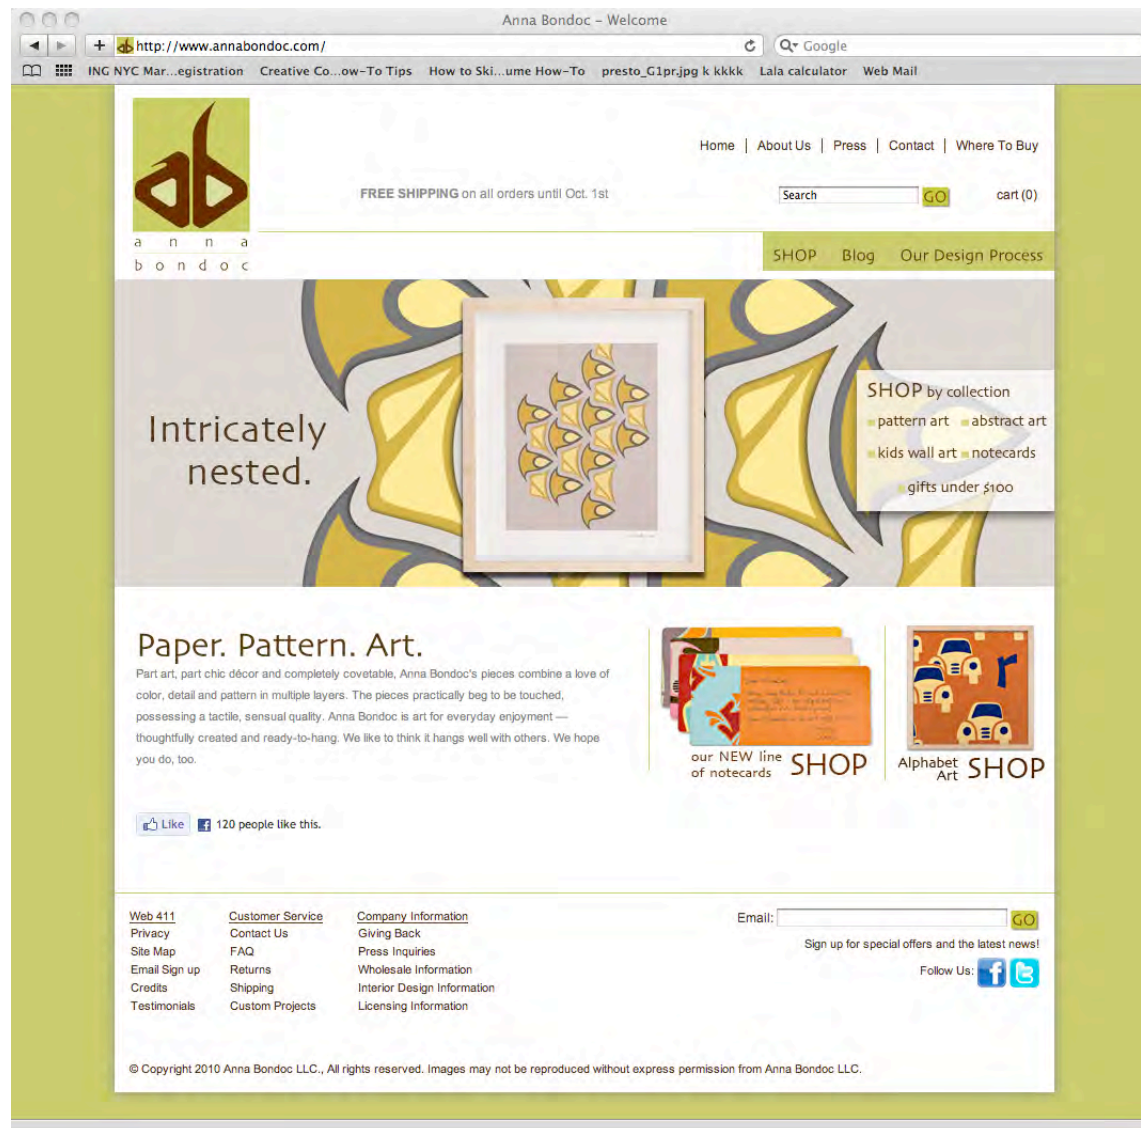 Anna Bondoc – Welcome
http://www.annabondoc.com/
Google
ING NYC Mar...egistration Creative Co...ow-To Tips How to Ski...ume How-To presto_G1pr.jpg k kkkk Lala calculator Web Mail
ab
anna
bondoc
Home | About Us | Press | Contact | Where To Buy
FREE SHIPPING on all orders until Oct. 1st
Search GO cart (0)
SHOP Blog Our Design Process
Intricately
nested.
SHOP by collection
pattern art abstract art
kids wall art notecards
gifts under $100
Paper. Pattern. Art.
Part art, part chic décor and completely covetable, Anna Bondoc's pieces combine a love of
color, detail and pattern in multiple layers. The pieces practically beg to be touched,
possessing a tactile, sensual quality. Anna Bondoc is art for everyday enjoyment —
thoughtfully created and ready-to-hang. We like to think it hangs well with others. We hope
you do, too.
our NEW line
of notecards SHOP
r
Alphabet
Art SHOP
Like 120 people like this.
Web 411
Privacy
Site Map
Email Sign up
Credits
Testimonials
Customer Service
Contact Us
FAQ
Returns
Shipping
Custom Projects
Company Information
Giving Back
Press Inquiries
Wholesale Information
Interior Design Information
Licensing Information
Email: GO
Sign up for special offers and the latest news!
Follow Us:
© Copyright 2010 Anna Bondoc LLC., All rights reserved. Images may not be reproduced without express permission from Anna Bondoc LLC.